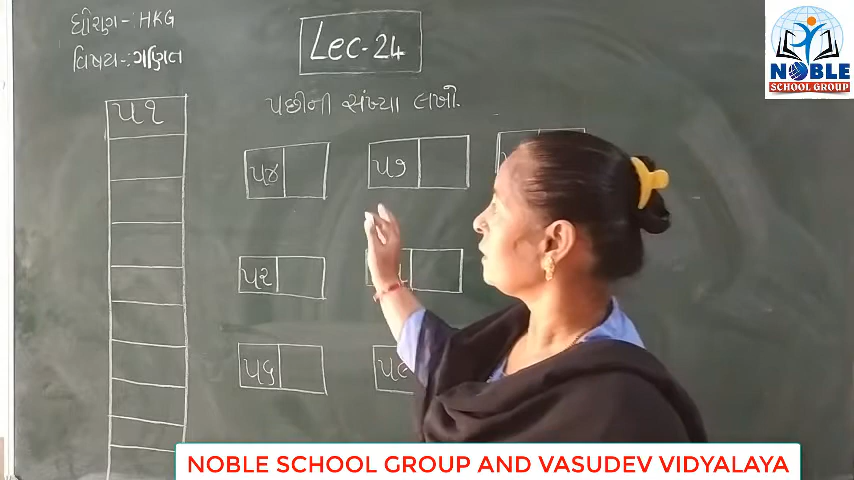 ધોરણ-: HKG
વિષય-: ગણિત
Lec-24
NOBLE
SCHOOL GROUP
પછીની સંખ્યા લખો.
૫૧
૫૪
૫૭
૫૨
૫૬
NOBLE SCHOOL GROUP AND VASUDEV VIDYALAYA